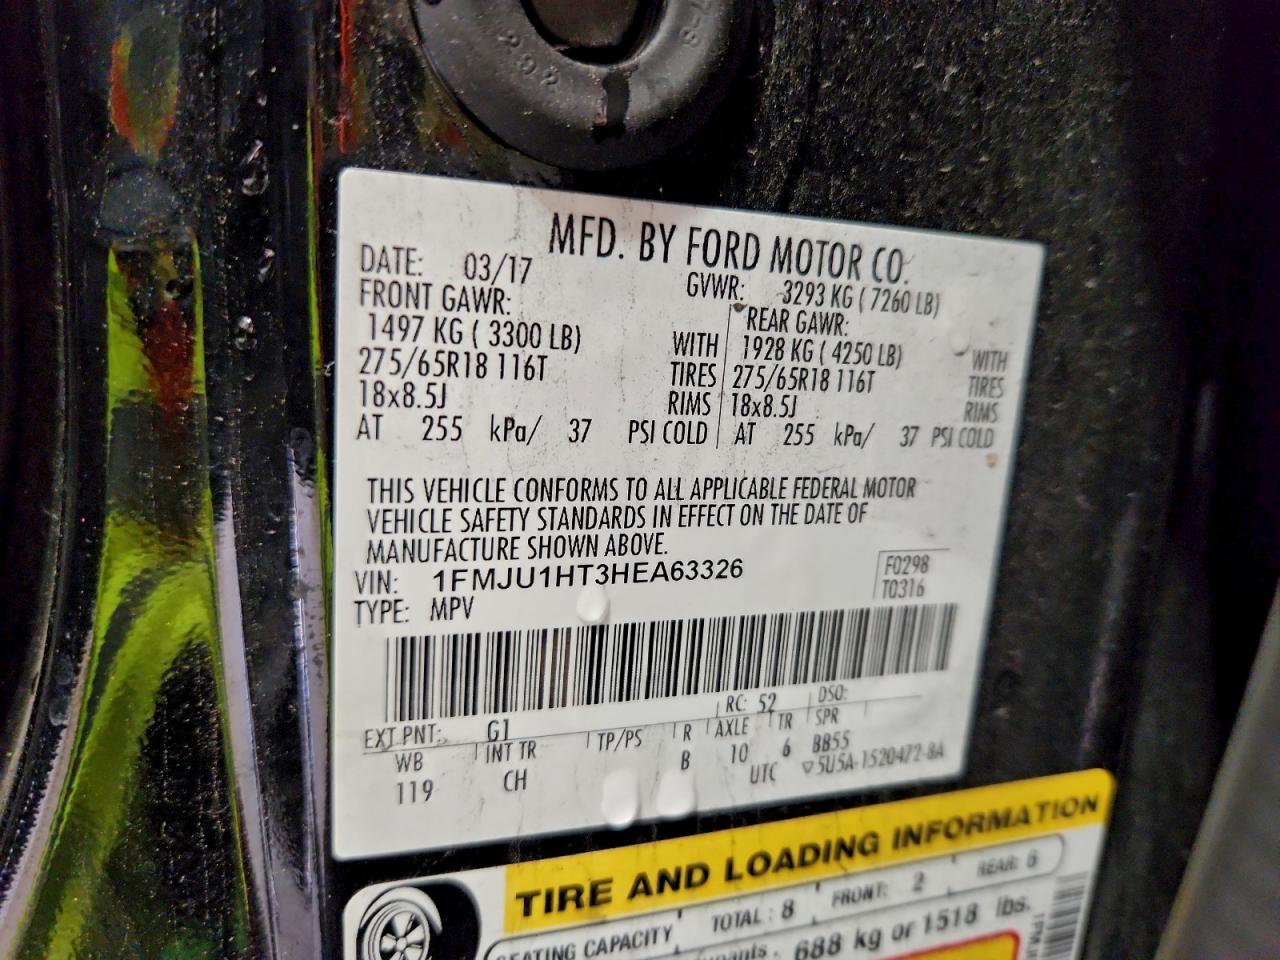 292
7-8
MFD. BY FORD MOTOR CO.
DATE: 03/17 GVWR: 3293 KG ( 7260 LB)
FRONT GAWR: REAR GAWR:
1497 KG ( 3300 LB) WITH 1928 KG ( 4250 LB) WITH
275/65R18 116T TIRES 275/65R18 116T TIRES
18x8.5J RIMS 18x8.5J RIMS
AT 255 kPa/ 37 PSI COLD AT 255 kPa/ 37 PSI COLD
THIS VEHICLE CONFORMS TO ALL APPLICABLE FEDERAL MOTOR
VEHICLE SAFETY STANDARDS IN EFFECT ON THE DATE OF
MANUFACTURE SHOWN ABOVE.
VIN: 1FMJU1HT3HEA63326 F0298
TYPE: MPV T0316
RC: 52 DSO:
EXT PNT: G1
WB INT TR TP/PS R AXLE TR SPR
119 CH B 10 6 BB55
UTC ▽5U5A-1520472-BA
TIRE AND LOADING INFORMATION
SEATING CAPACITY TOTAL : 8 FRONT: 2 REAR: 6
688 kg or 1518 lbs.